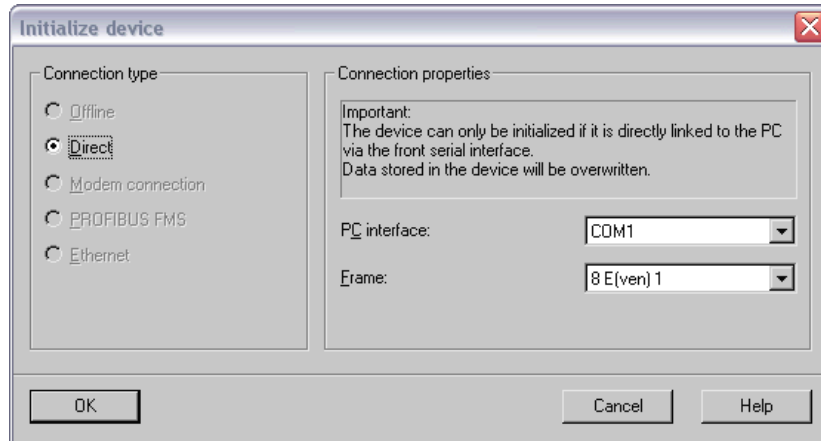 Initialize device
Connection type
Offline
Direct
Modem connection
PROFIBUS FMS
Ethernet
Connection properties
Important:
The device can only be initialized if it is directly linked to the PC
via the front serial interface.
Data stored in the device will be overwritten.
PC interface:
COM1
Frame:
8 E(ven) 1
OK
Cancel
Help